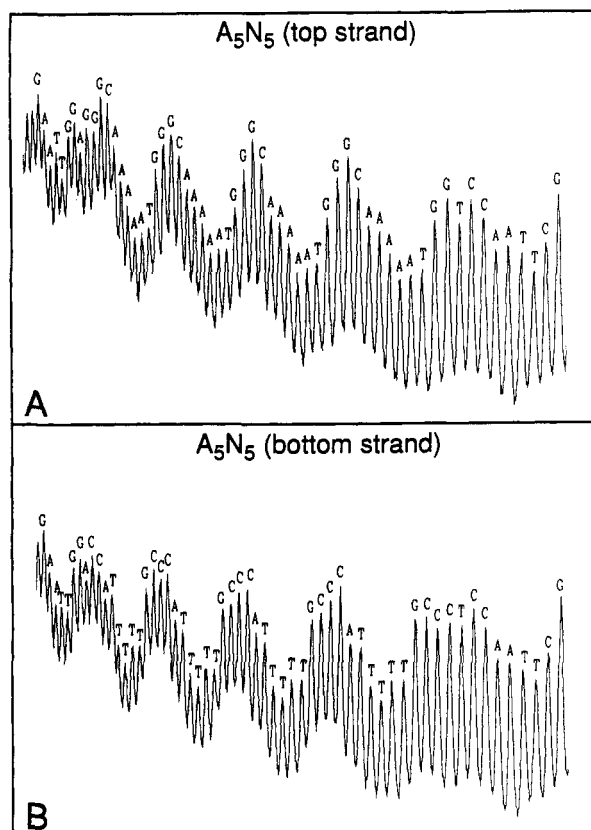 A₅N₅ (top strand)
G A A T T G G A G G G C A A A A A T G G G C A A A A A T G G G C A A A A A T G G G C A A A A A T G G T C C A A T T C G
A
A₅N₅ (bottom strand)
G A A T T G G A C C A T T T T T G C C C A T T T T T G C C C A T T T T T G C C C A T T T T T G C C C T C C A A T T C G
B